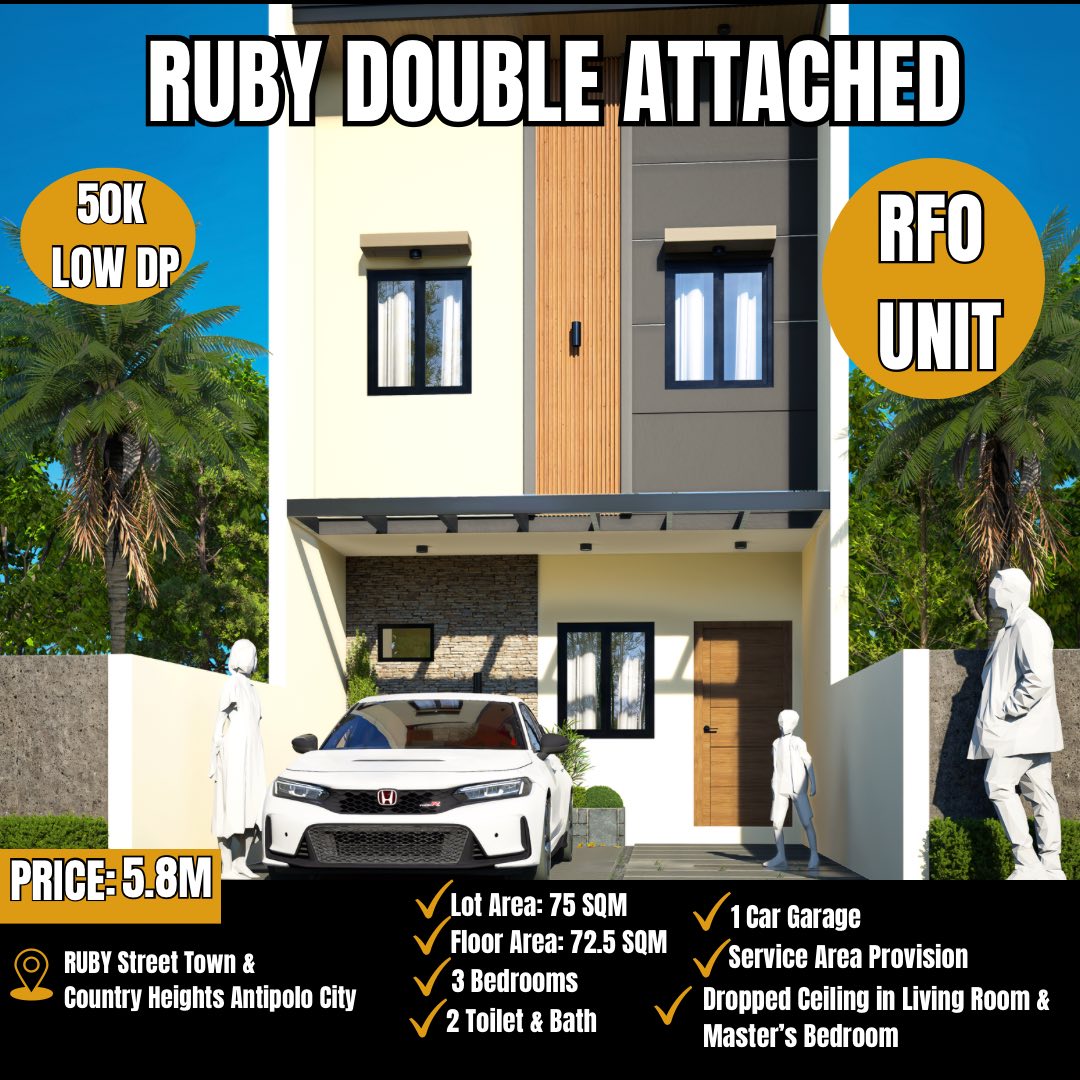 RUBY DOUBLE ATTACHED
50K
LOW DP
RFO
UNIT
PRICE: 5.8M
RUBY Street Town &
Country Heights Antipolo City
Lot Area: 75 SQM
Floor Area: 72.5 SQM
3 Bedrooms
2 Toilet & Bath
1 Car Garage
Service Area Provision
Dropped Ceiling in Living Room &
Master's Bedroom